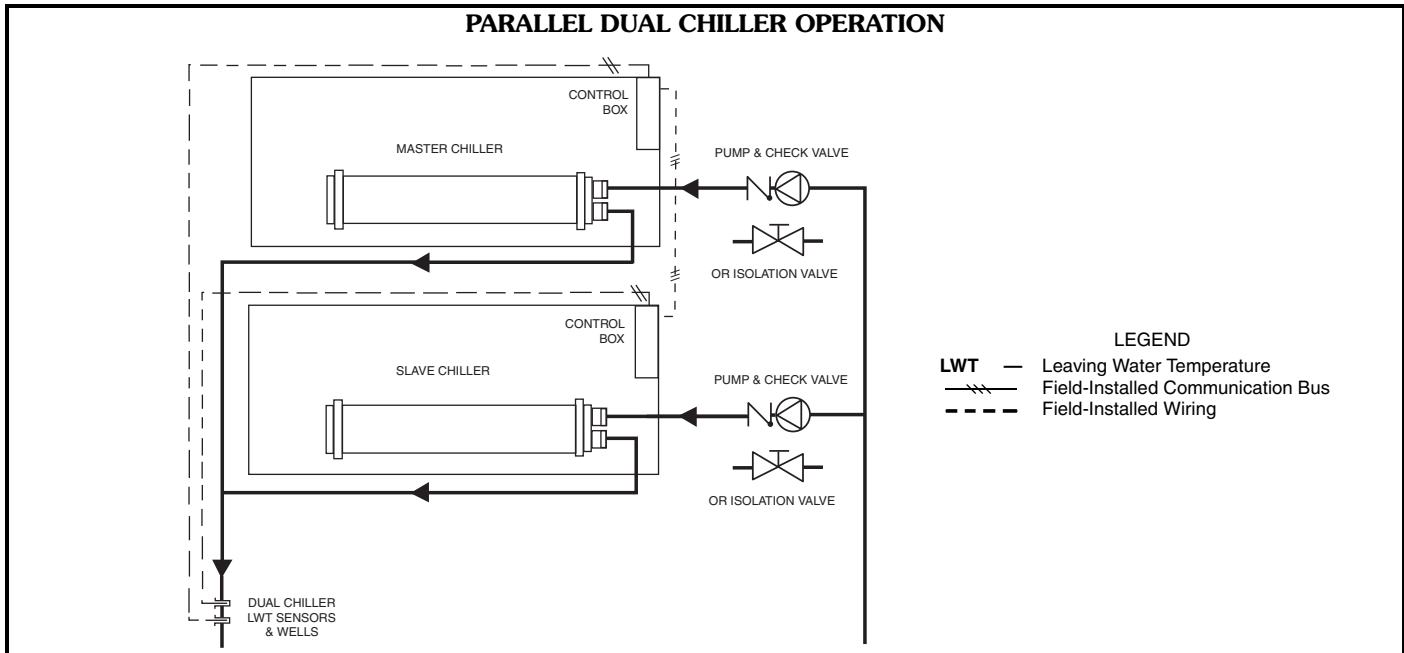 PARALLEL DUAL CHILLER OPERATION
CONTROL
BOX
MASTER CHILLER
PUMP & CHECK VALVE
OR ISOLATION VALVE
CONTROL
BOX
SLAVE CHILLER
PUMP & CHECK VALVE
OR ISOLATION VALVE
DUAL CHILLER
LWT SENSORS
& WELLS
LEGEND
LWT — Leaving Water Temperature
Field-Installed Communication Bus
Field-Installed Wiring